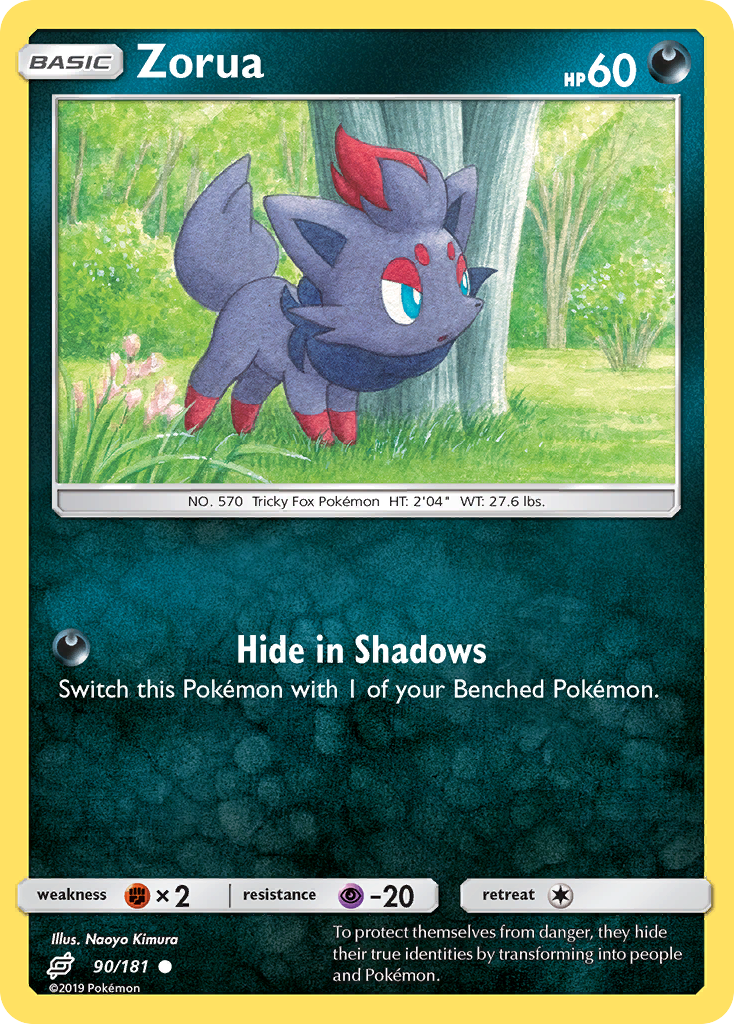 BASIC Zorua HP60
NO. 570 Tricky Fox Pokémon HT: 2'04" WT: 27.6 lbs.
Hide in Shadows
Switch this Pokémon with 1 of your Benched Pokémon.
weakness ×2 resistance -20 retreat
Illus. Naoyo Kimura
90/181
©2019 Pokémon
To protect themselves from danger, they hide
their true identities by transforming into people
and Pokémon.